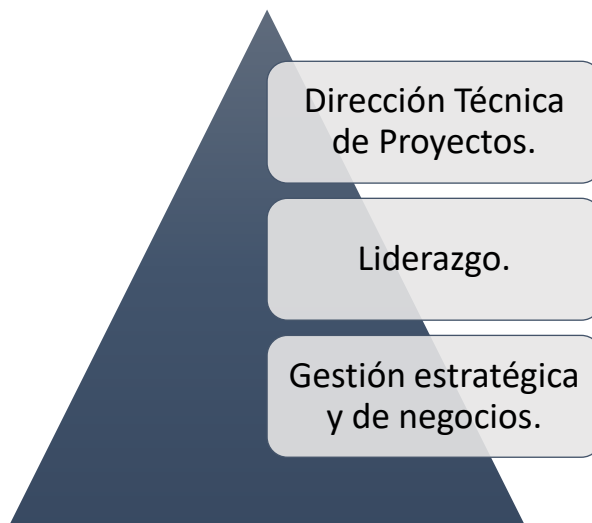 Dirección Técnica
de Proyectos.
Liderazgo.
Gestión estratégica
y de negocios.